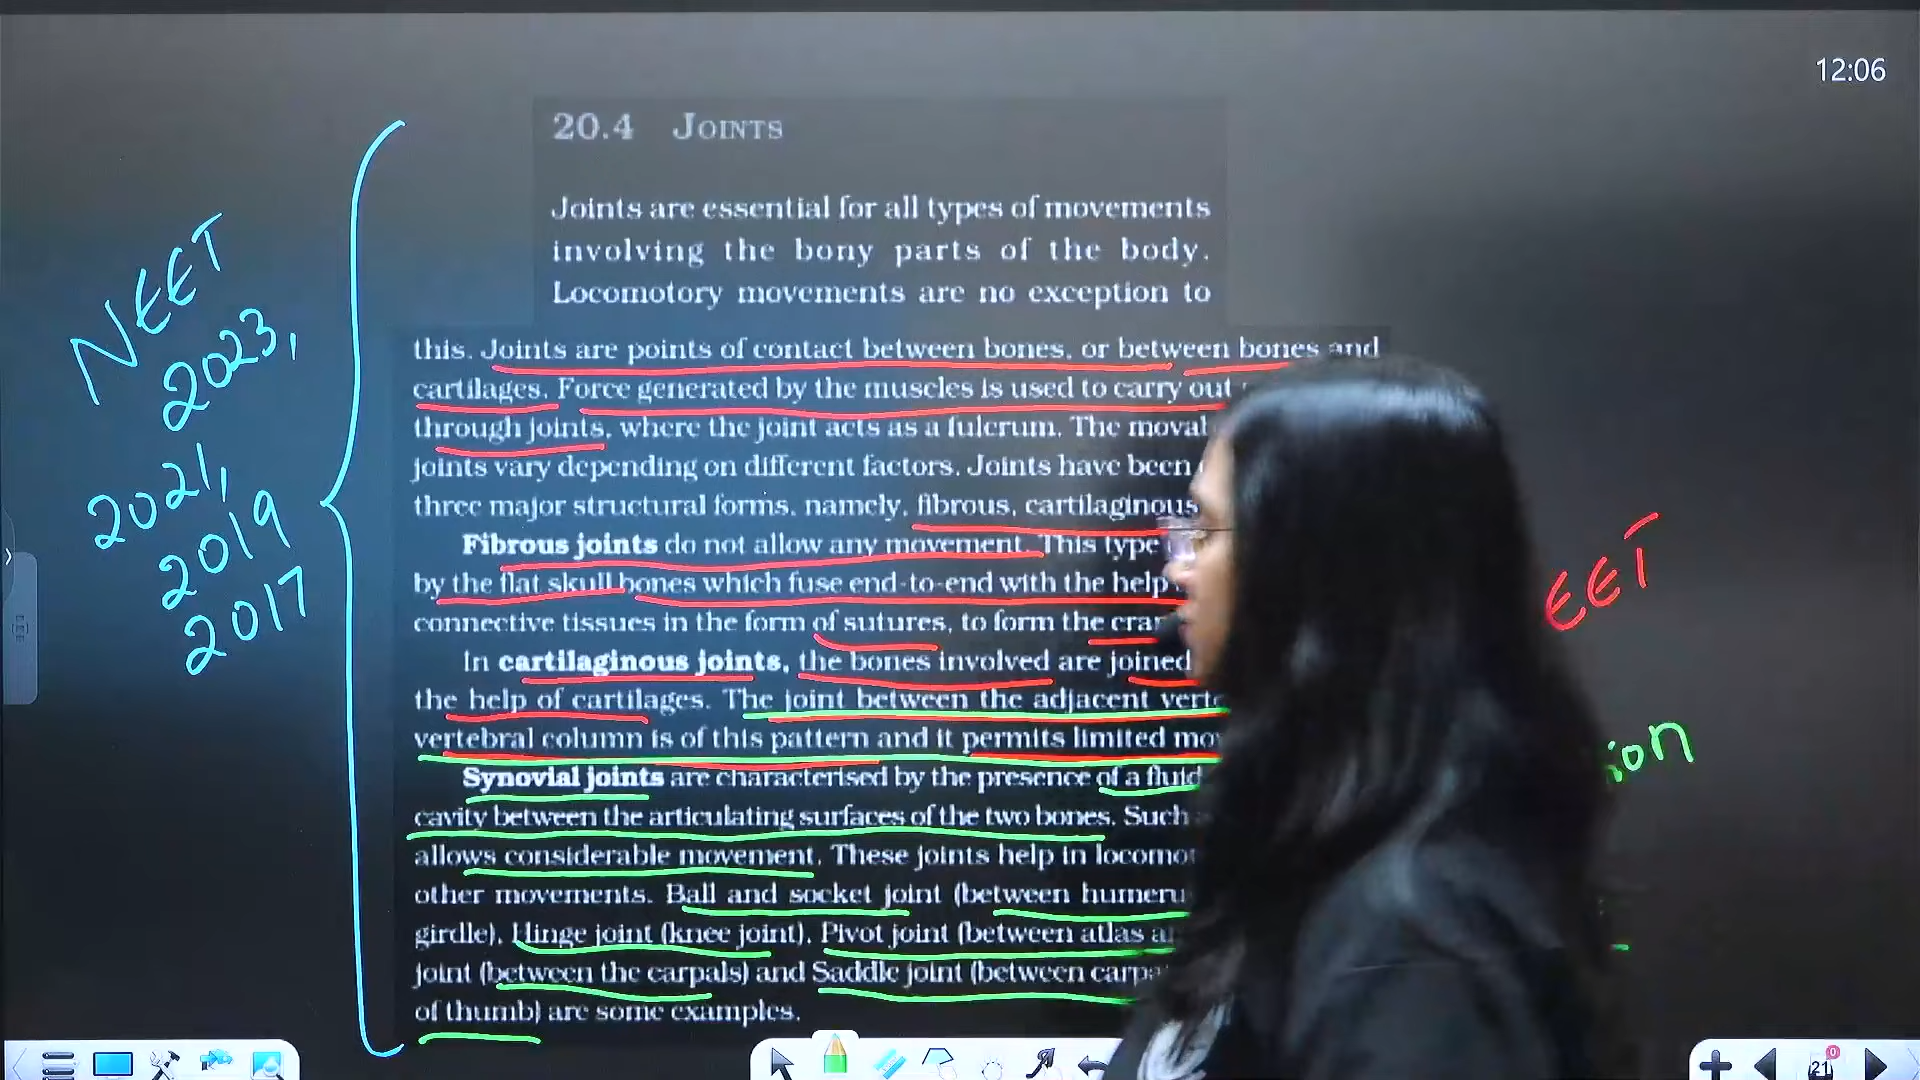 12:06
20.4 JOINTS
Joints are essential for all types of movements
involving the bony parts of the body.
Locomotory movements are no exception to
this. Joints are points of contact between bones, or between bones and
cartilages. Force generated by the muscles is used to carry out
through joints, where the joint acts as a fulcrum. The
joints vary depending on different factors. Joints have been
three major structural forms, namely, fibrous, cartilaginous
Fibrous joints do not allow any movement. This type
by the flat skull bones which fuse end-to-end with the help
connective tissues in the form of sutures, to form the
In cartilaginous joints, the bones involved are joined
the help of cartilages. The joint between the adjacent
vertebral column is of this pattern and it permits limited
Synovial joints are characterised by the presence of a fluid
cavity between the articulating surfaces of the two bones. Such
allows considerable movement. These joints help in
other movements. Ball and socket joint (between
girdle), Hinge joint (knee joint), Pivot joint (between atlas
joint (between the carpals) and Saddle joint (between
of thumb) are some examples.
NEET
2023,
2021,
2019
2017
EET
ion
21
0